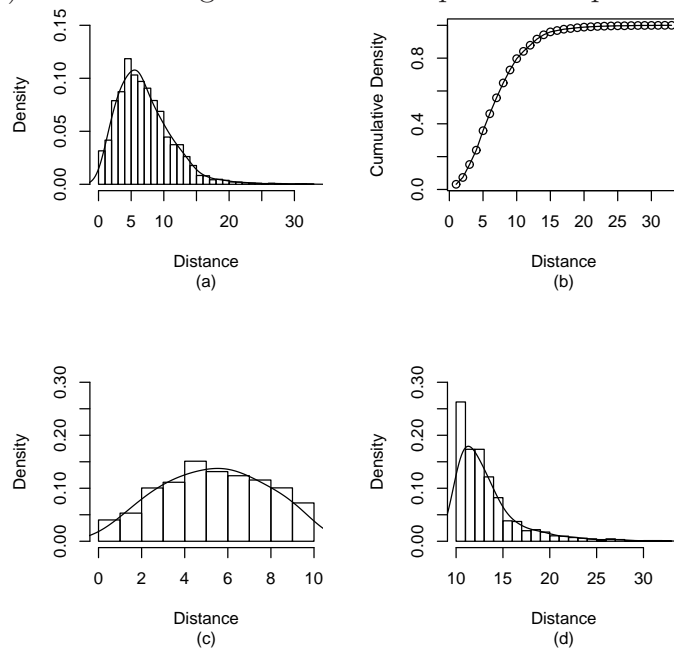 0.00 0.05 0.10 0.15
Density
0 5 10 20 30
Distance
(a)
0.0 0.4 0.8
Cumulative Density
0 5 10 15 20 25 30
Distance
(b)
0.00 0.10 0.20 0.30
Density
0 2 4 6 8 10
Distance
(c)
0.00 0.10 0.20 0.30
Density
10 15 20 25 30
Distance
(d)